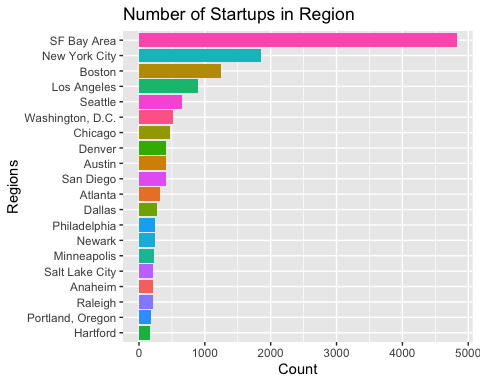 Number of Startups in Region
SF Bay Area
New York City
Boston
Los Angeles
Seattle
Washington, D.C.
Chicago
Denver
Austin
San Diego
Atlanta
Dallas
Philadelphia
Newark
Minneapolis
Salt Lake City
Anaheim
Raleigh
Portland, Oregon
Hartford
Regions
0 1000 2000 3000 4000 5000
Count